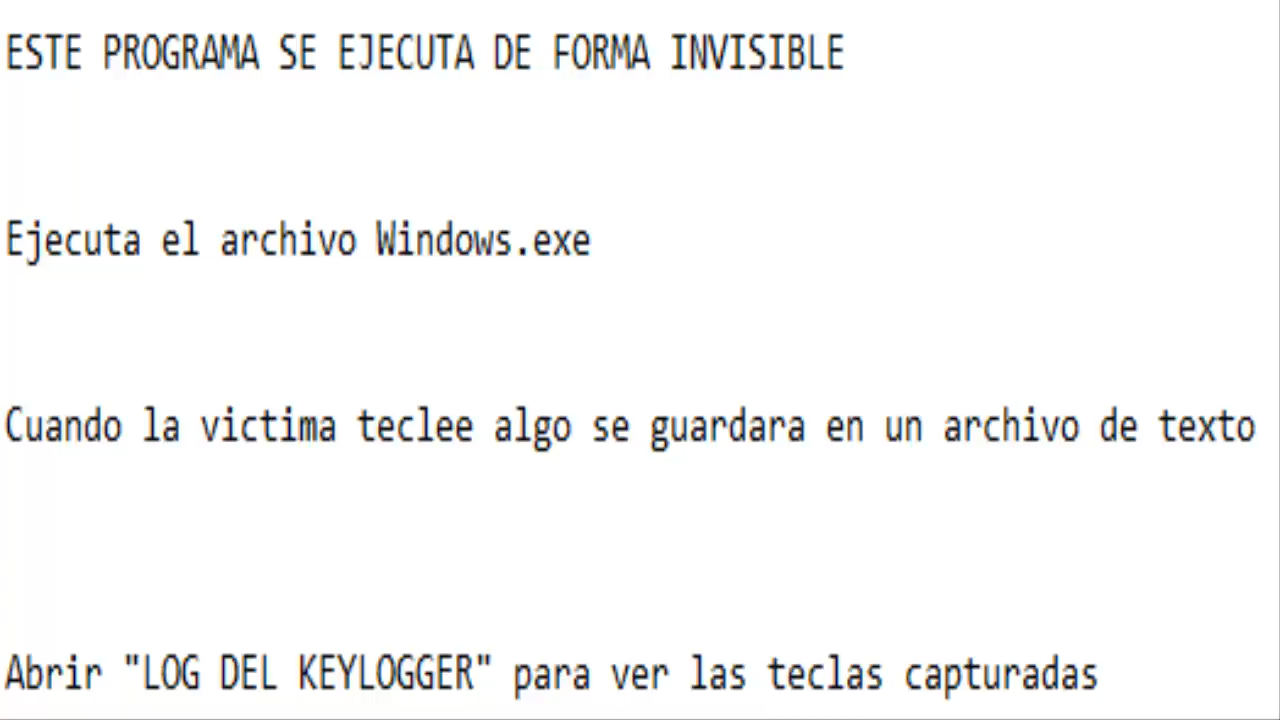 ESTE PROGRAMA SE EJECUTA DE FORMA INVISIBLE
Ejecuta el archivo Windows.exe
Cuando la victima teclee algo se guardara en un archivo de texto
Abrir "LOG DEL KEYLOGGER" para ver las teclas capturadas